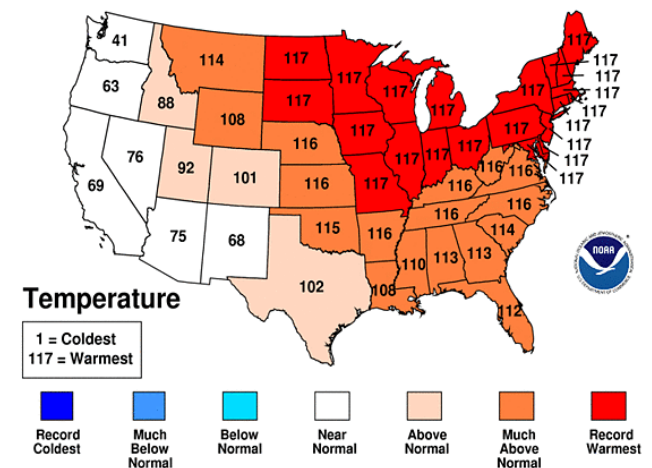 41
63
88
114
108
76
69
92
101
75
68
117
117
116
116
115
102
117
117
117
117
116
108
117
117
117
117
117
116
116
110
113
113
112
114
116
116
116
117
117
117
117
117
117
117
117
117
117
117
NOAA
Temperature
1 = Coldest
117 = Warmest
Record
Coldest
Much
Below
Normal
Below
Normal
Near
Normal
Above
Normal
Much
Above
Normal
Record
Warmest